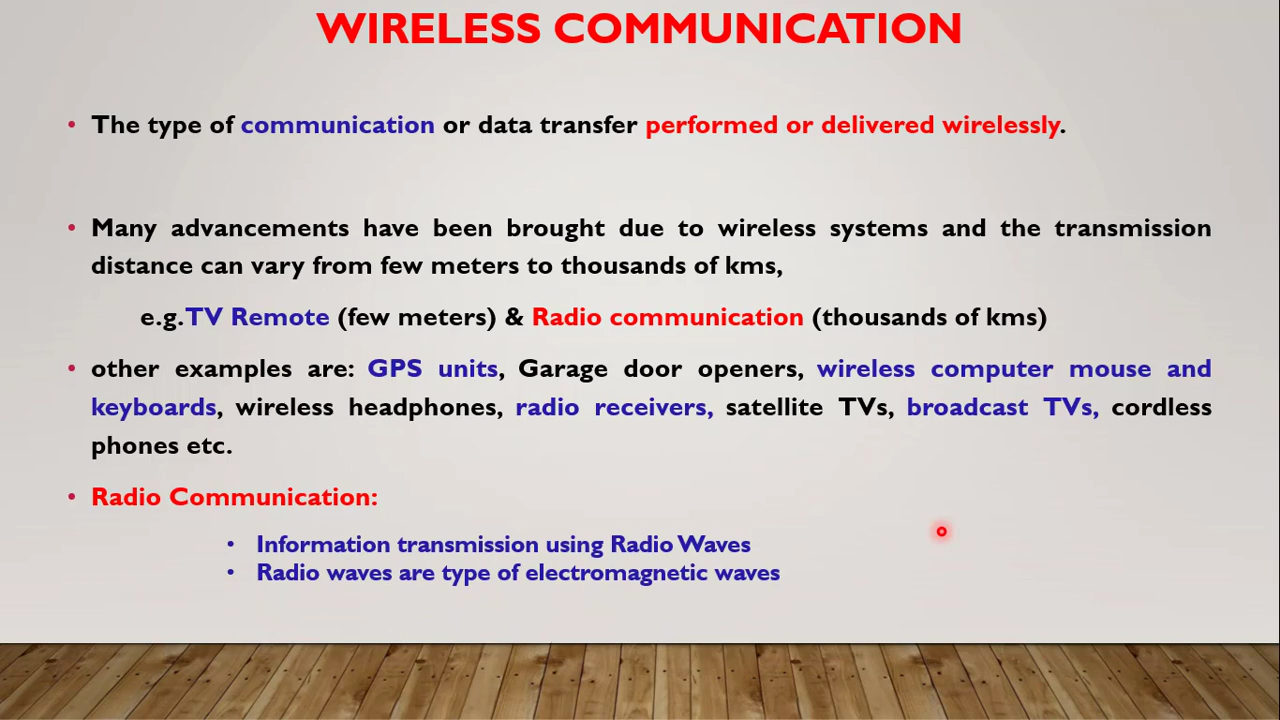 WIRELESS COMMUNICATION
• The type of communication or data transfer performed or delivered wirelessly.
• Many advancements have been brought due to wireless systems and the transmission
distance can vary from few meters to thousands of kms,
e.g.TV Remote (few meters) & Radio communication (thousands of kms)
• other examples are: GPS units, Garage door openers, wireless computer mouse and
keyboards, wireless headphones, radio receivers, satellite TVs, broadcast TVs, cordless
phones etc.
• Radio Communication:
• Information transmission using Radio Waves
• Radio waves are type of electromagnetic waves